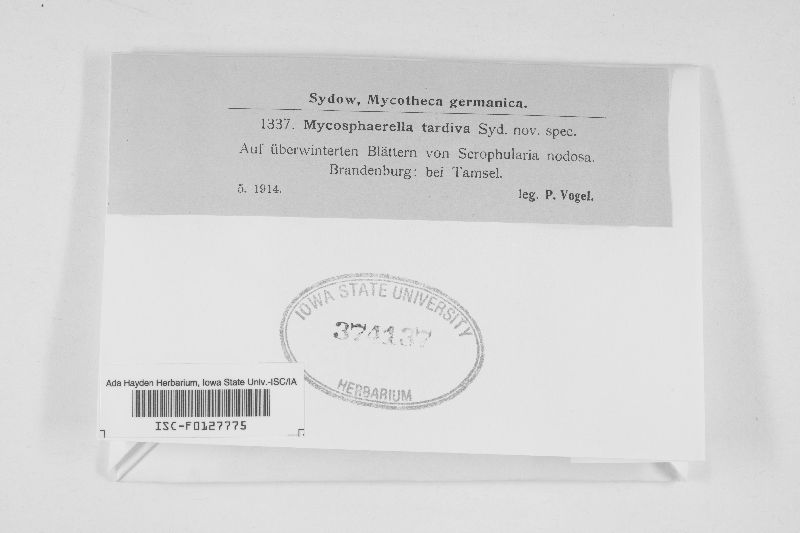 Sydow, Mycotheca germanica.
1337. Mycosphaerella tardiva Syd. nov. spec.
Auf überwinterten Blättern von Scrophularia nodosa.
Brandenburg: bei Tamsel.
5. 1914.
leg. P. Vogel.
IOWA STATE UNIVERSITY
374137
HERBARIUM
Ada Hayden Herbarium, Iowa State Univ.-ISC/IA
ISC-F0127775